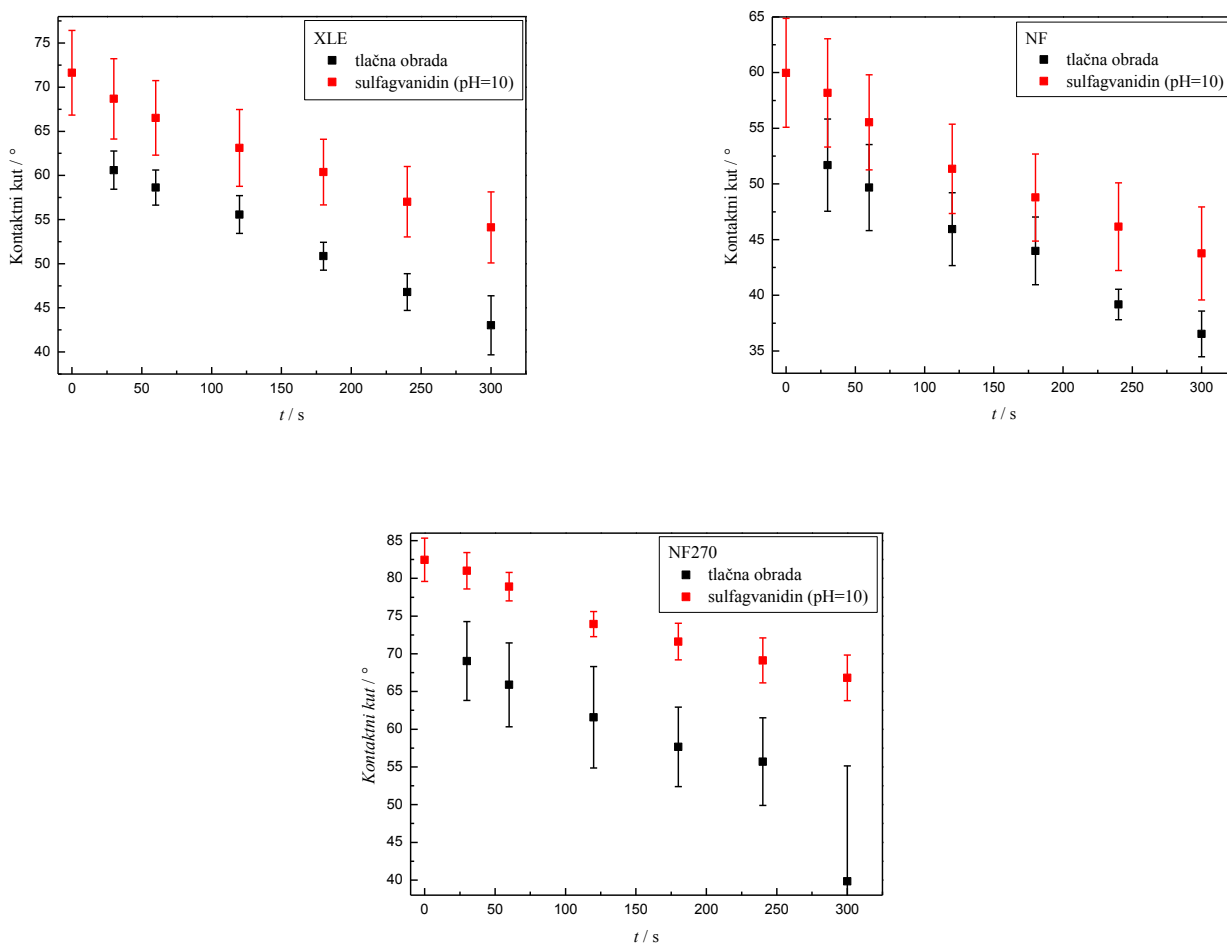 XLE
tlačna obrada
sulfagvanidin (pH=10)
Kontaktni kut / °
75
70
65
60
55
50
45
40
0 50 100 150 200 250 300
t / s
NF
tlačna obrada
sulfagvanidin (pH=10)
Kontaktni kut / °
65
60
55
50
45
40
35
0 50 100 150 200 250 300
t / s
NF270
tlačna obrada
sulfagvanidin (pH=10)
Kontaktni kut / °
85
80
75
70
65
60
55
50
45
40
0 50 100 150 200 250 300
t / s